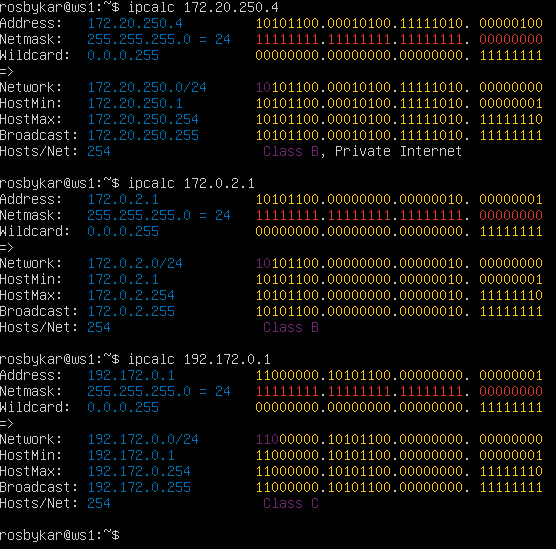 rosbykar@ws1:~$ ipcalc 172.20.250.4
Address:   172.20.250.4         10101100.00010100.11111010. 00000100
Netmask:   255.255.255.0 = 24   11111111.11111111.11111111. 00000000
Wildcard:  0.0.0.255            00000000.00000000.00000000. 11111111
=>
Network:   172.20.250.0/24      10101100.00010100.11111010. 00000000
HostMin:   172.20.250.1         10101100.00010100.11111010. 00000001
HostMax:   172.20.250.254       10101100.00010100.11111010. 11111110
Broadcast: 172.20.250.255       10101100.00010100.11111010. 11111111
Hosts/Net: 254                   Class B, Private Internet
rosbykar@ws1:~$ ipcalc 172.0.2.1
Address:   172.0.2.1            10101100.00000000.00000010. 00000001
Netmask:   255.255.255.0 = 24   11111111.11111111.11111111. 00000000
Wildcard:  0.0.0.255            00000000.00000000.00000000. 11111111
=>
Network:   172.0.2.0/24         10101100.00000000.00000010. 00000000
HostMin:   172.0.2.1            10101100.00000000.00000010. 00000001
HostMax:   172.0.2.254          10101100.00000000.00000010. 11111110
Broadcast: 172.0.2.255          10101100.00000000.00000010. 11111111
Hosts/Net: 254                   Class B
rosbykar@ws1:~$ ipcalc 192.172.0.1
Address:   192.172.0.1          11000000.10101100.00000000. 00000001
Netmask:   255.255.255.0 = 24   11111111.11111111.11111111. 00000000
Wildcard:  0.0.0.255            00000000.00000000.00000000. 11111111
=>
Network:   192.172.0.0/24       11000000.10101100.00000000. 00000000
HostMin:   192.172.0.1          11000000.10101100.00000000. 00000001
HostMax:   192.172.0.254        11000000.10101100.00000000. 11111110
Broadcast: 192.172.0.255        11000000.10101100.00000000. 11111111
Hosts/Net: 254                   Class C
rosbykar@ws1:~$